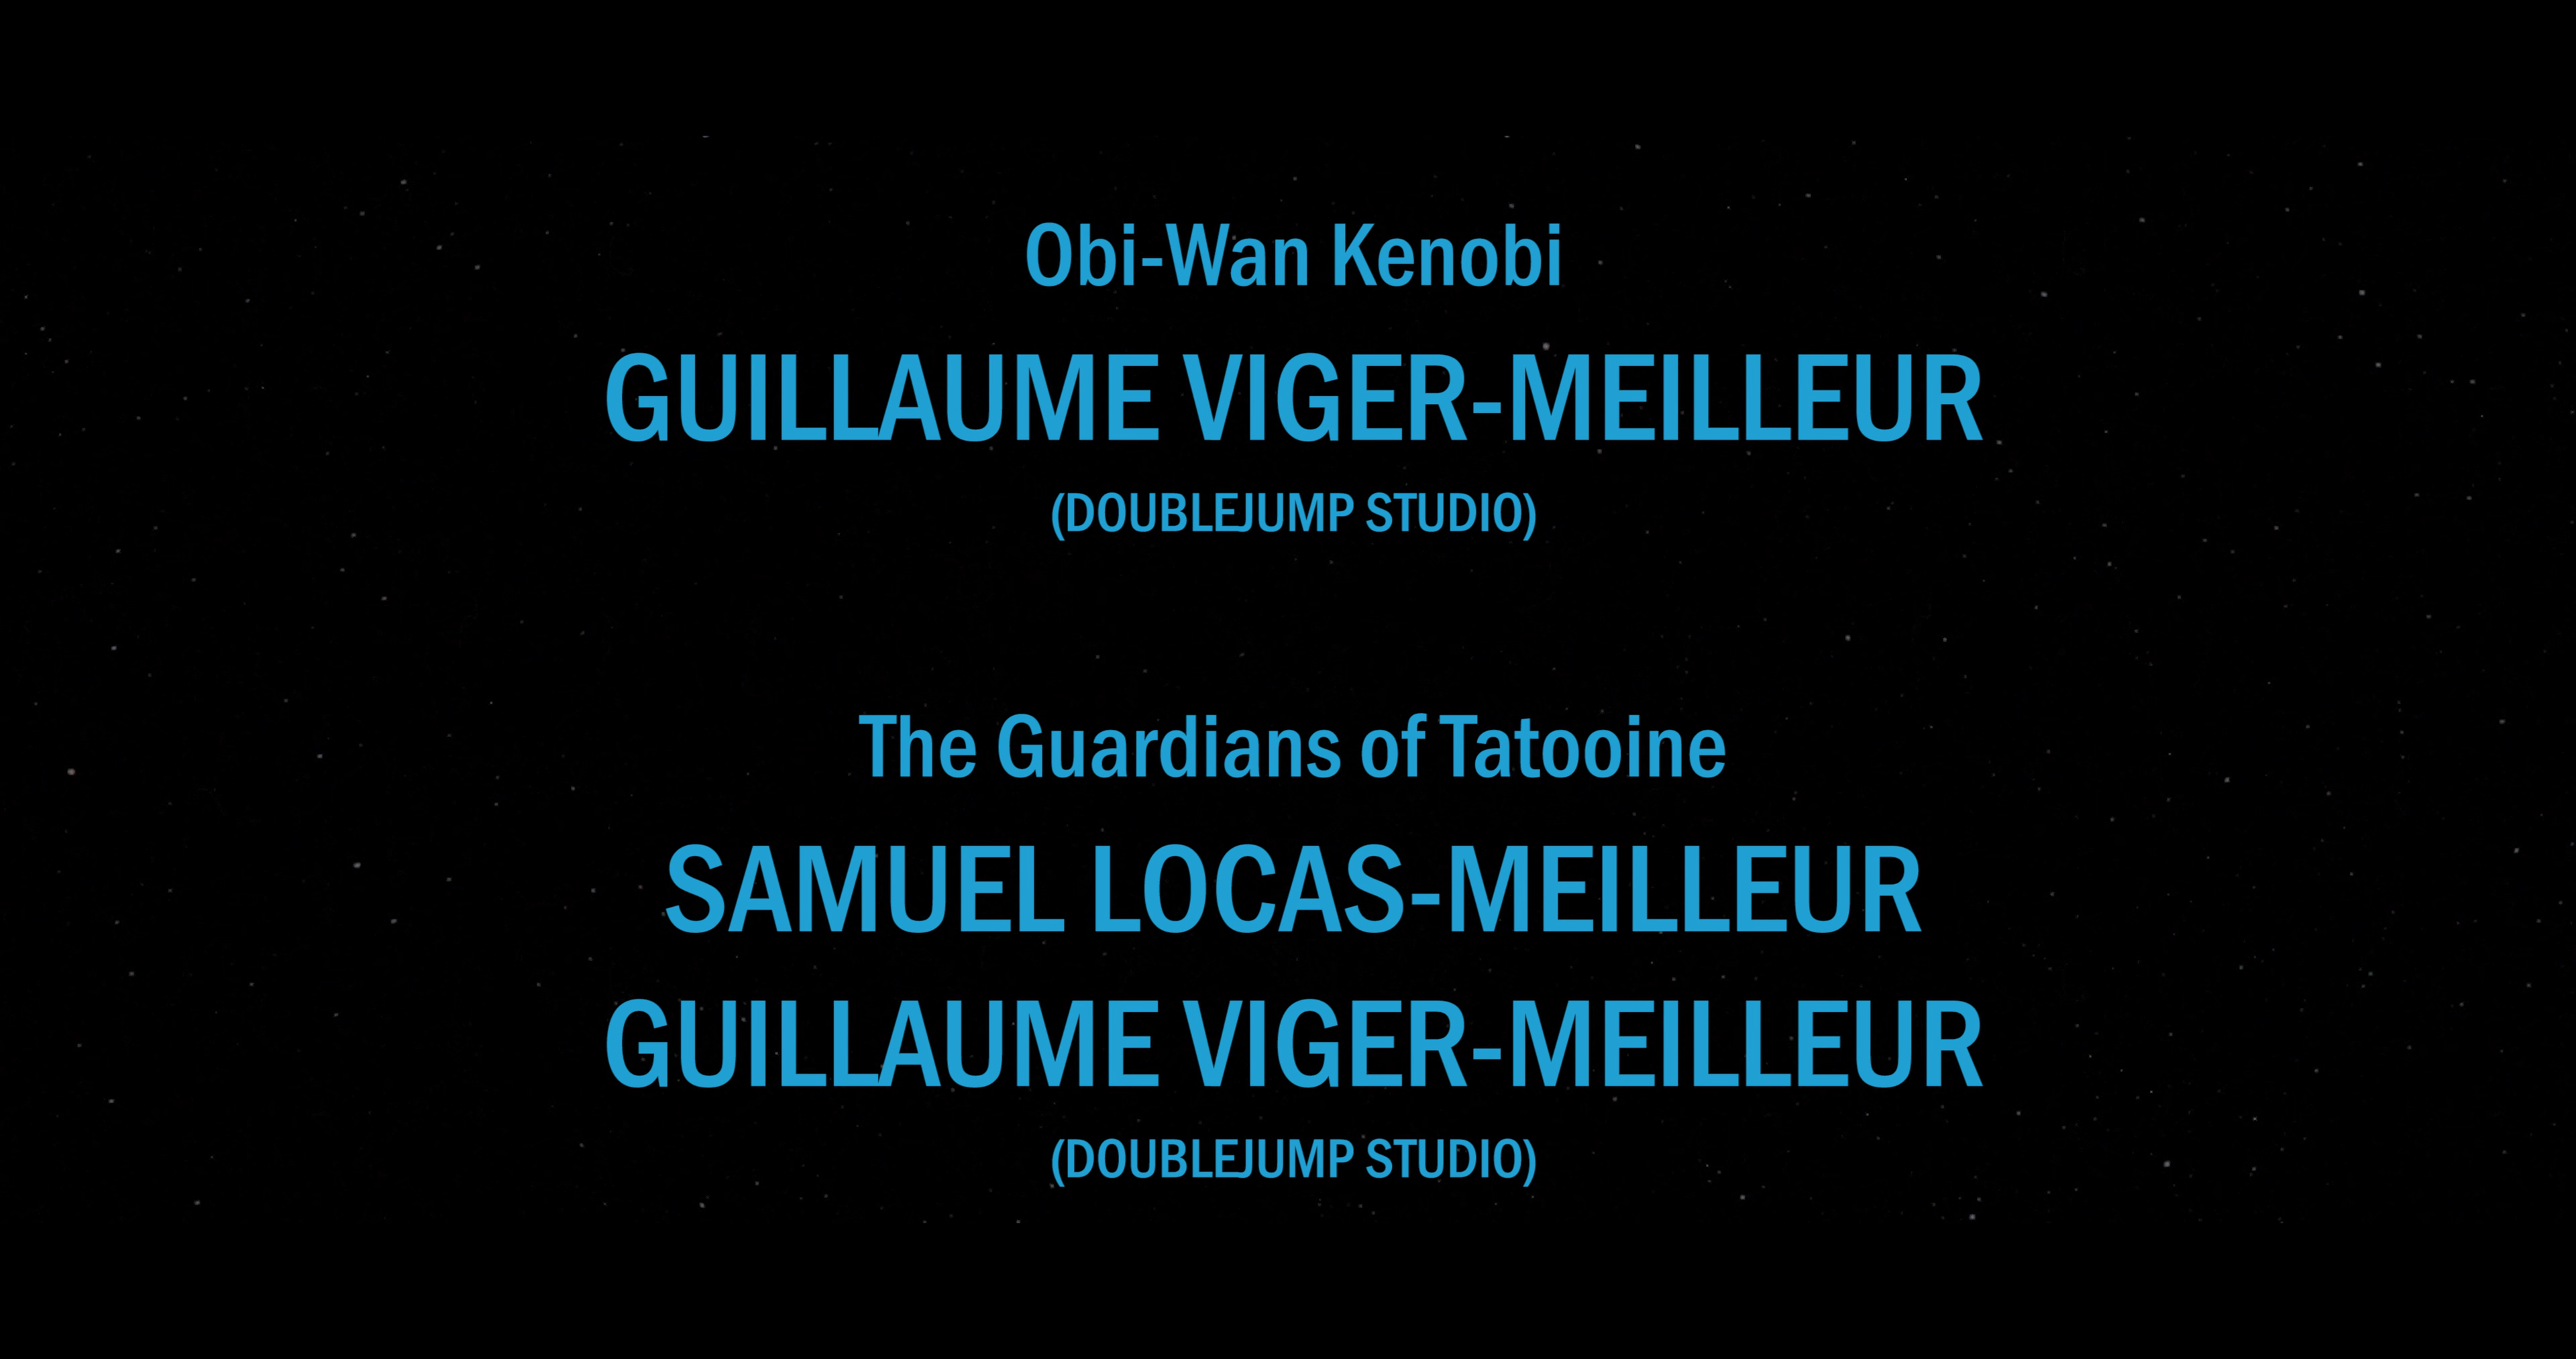 Obi-Wan Kenobi
GUILLAUME VIGER-MEILLEUR
(DOUBLEJUMP STUDIO)
The Guardians of Tatooine
SAMUEL LOCAS-MEILLEUR
GUILLAUME VIGER-MEILLEUR
(DOUBLEJUMP STUDIO)